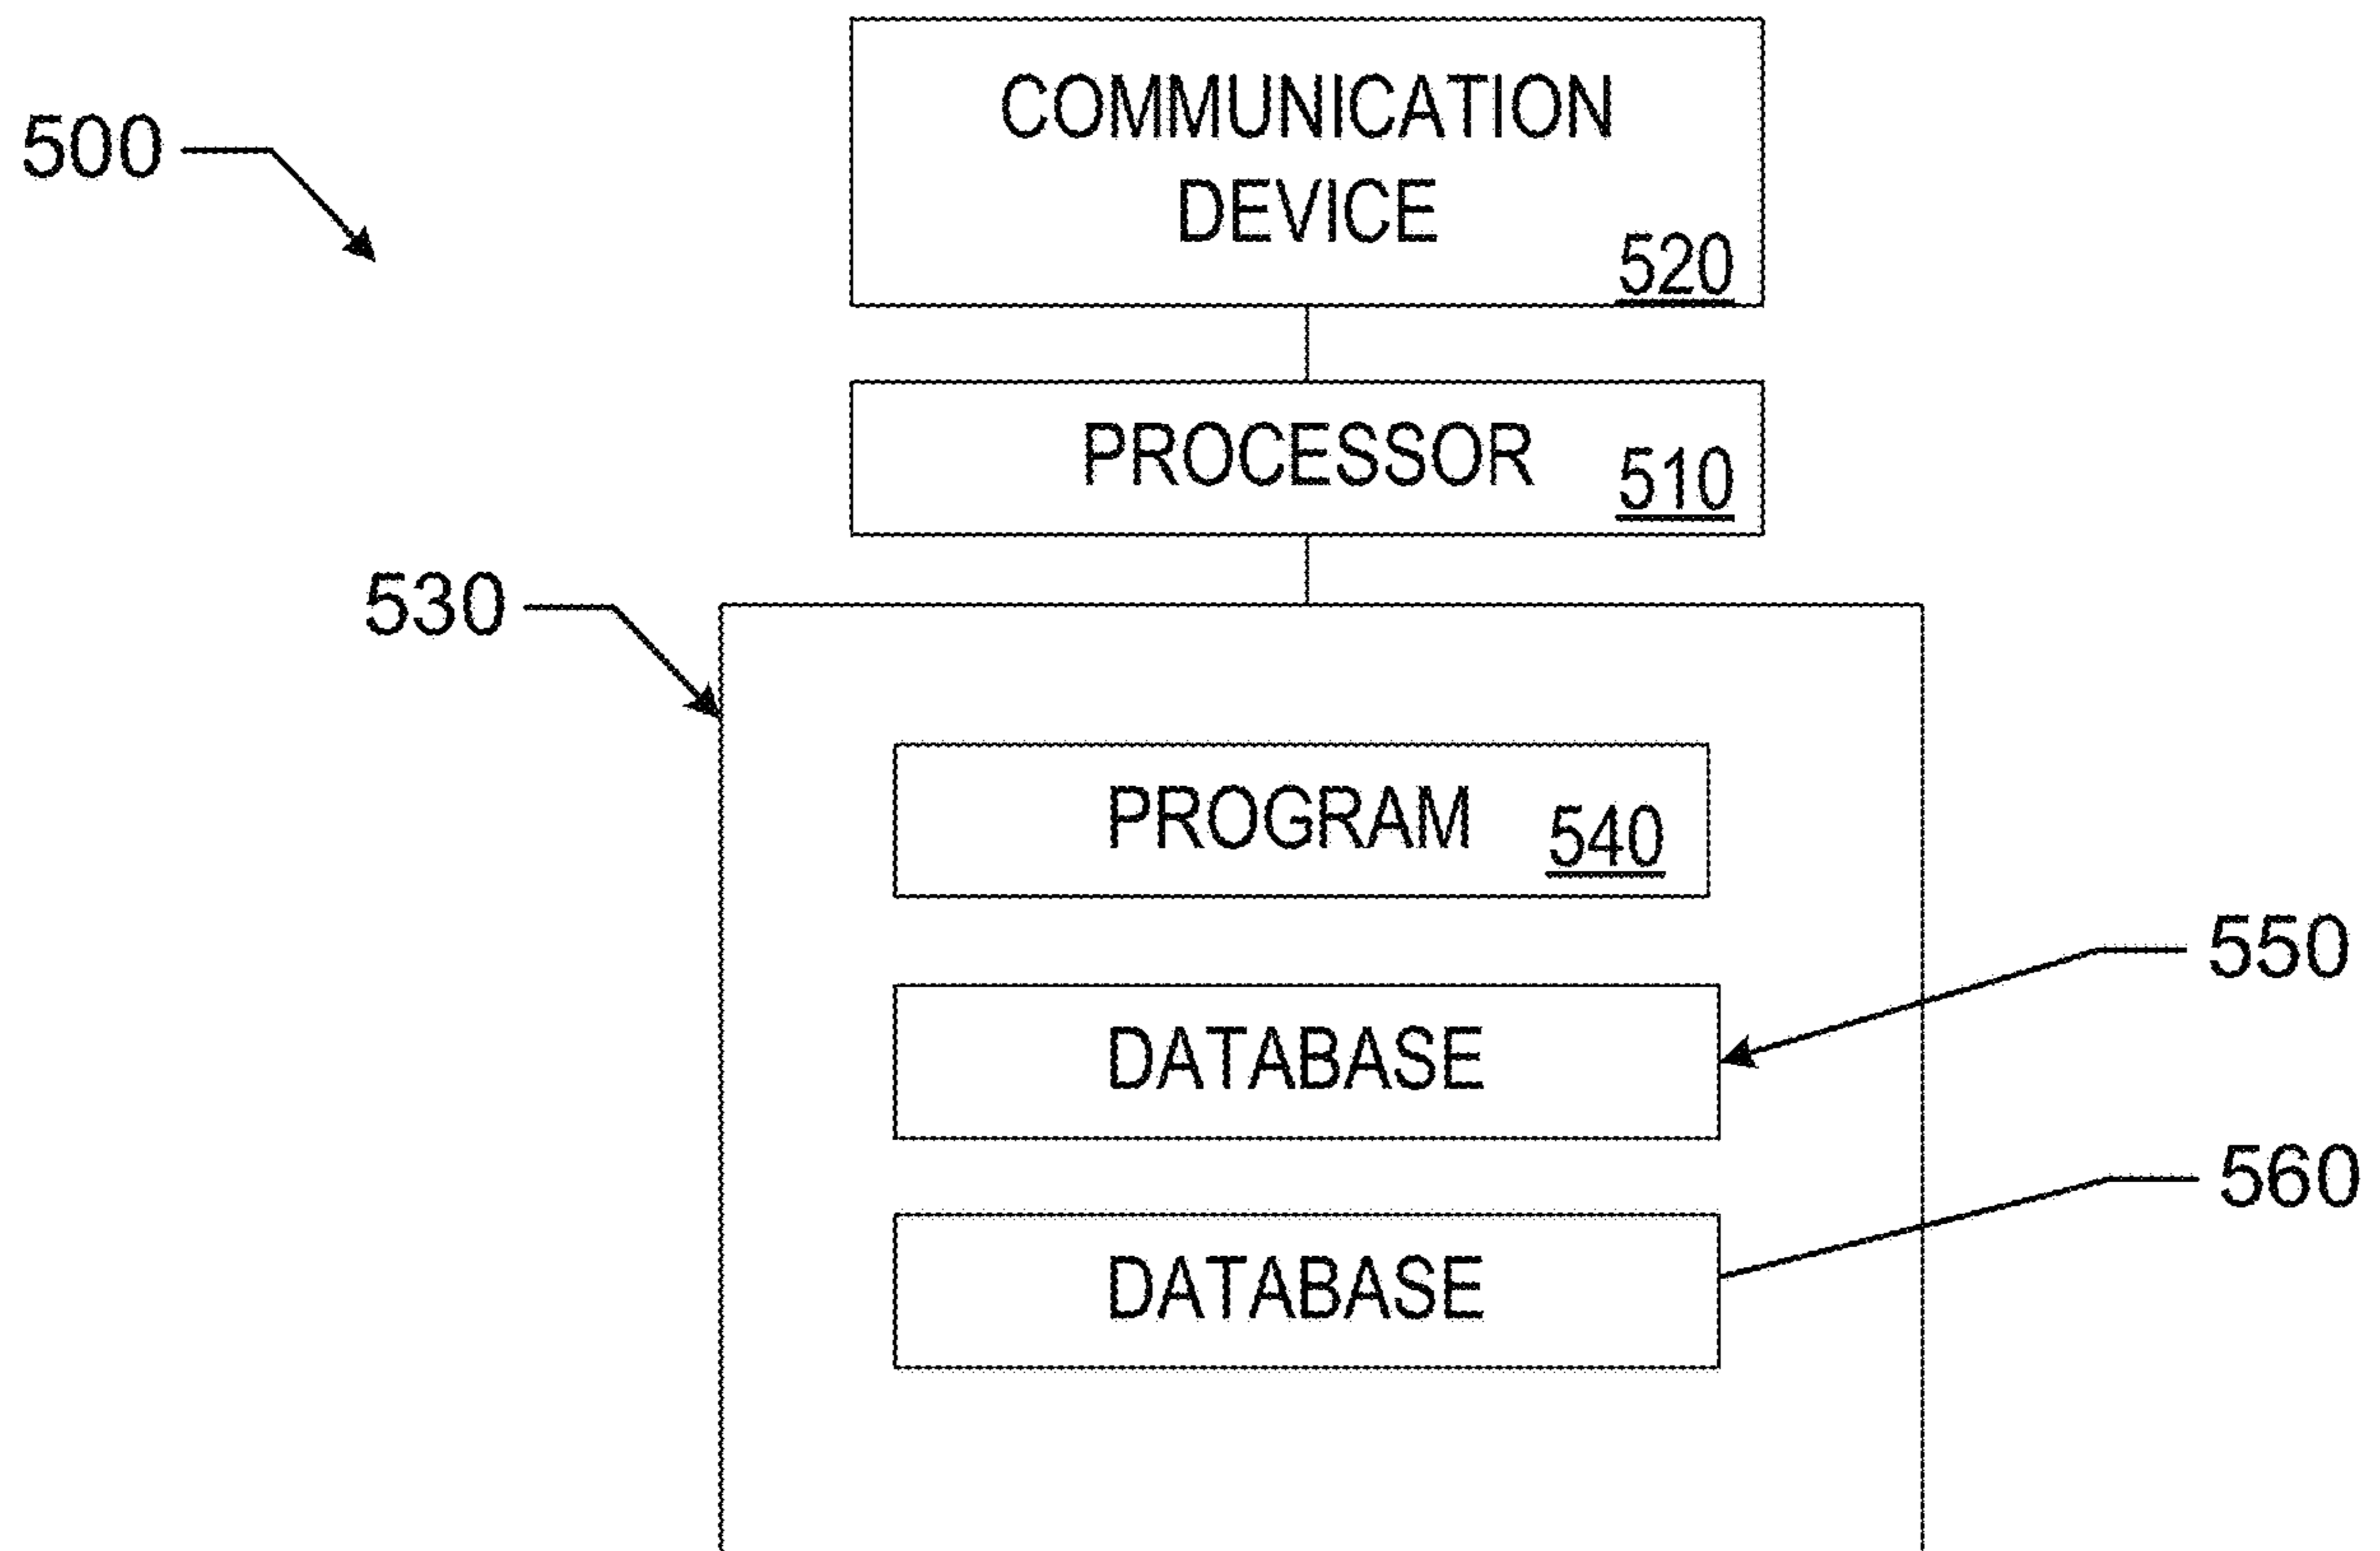 COMMUNICATION
DEVICE
520
500
PROCESSOR
510
530
PROGRAM
540
550
DATABASE
560
DATABASE